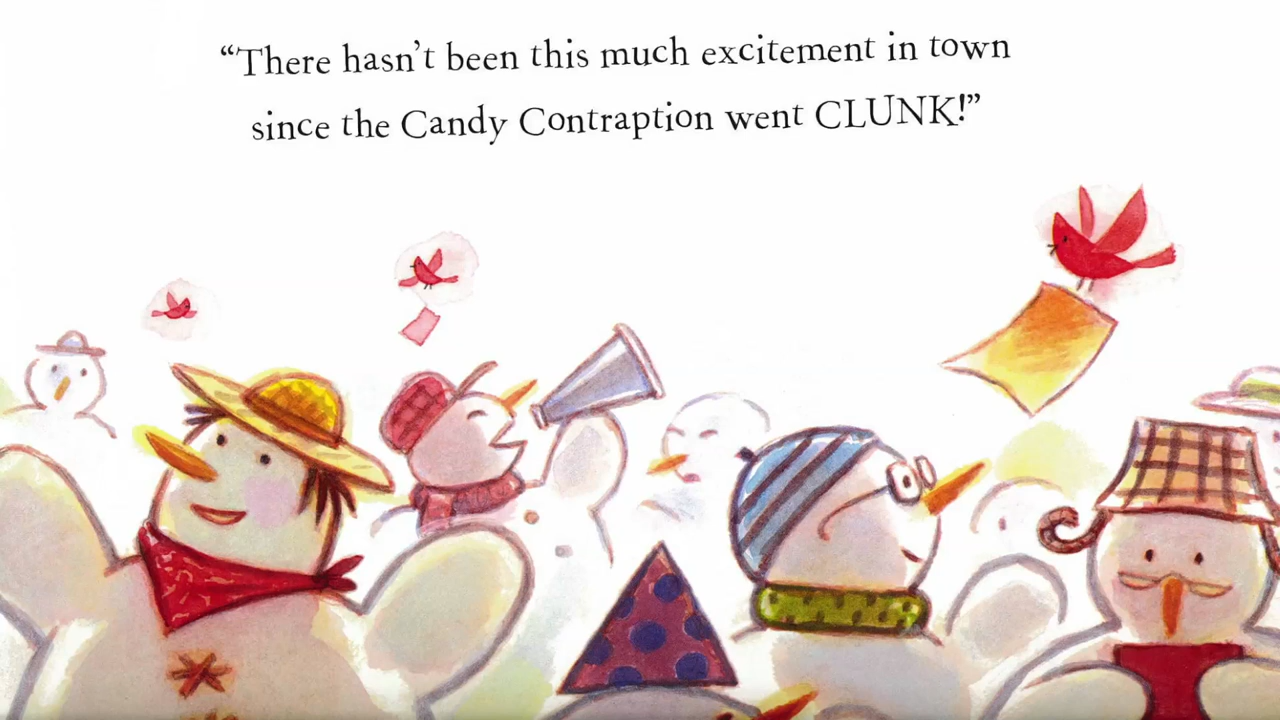 “There hasn’t been this much excitement in town
since the Candy Contraption went CLUNK!”